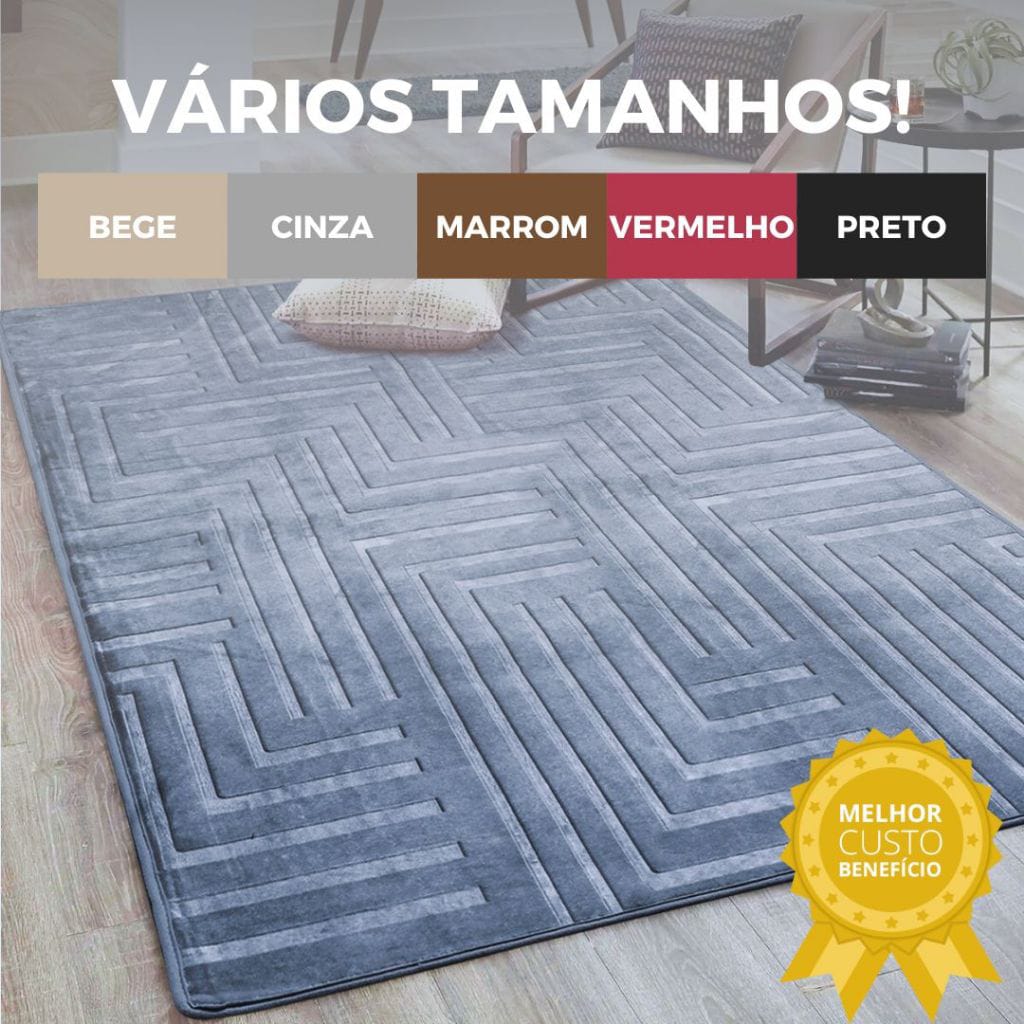 VÁRIOS TAMANHOS!
BEGE CINZA MARROM VERMELHO PRETO
MELHOR
CUSTO
BENEFÍCIO